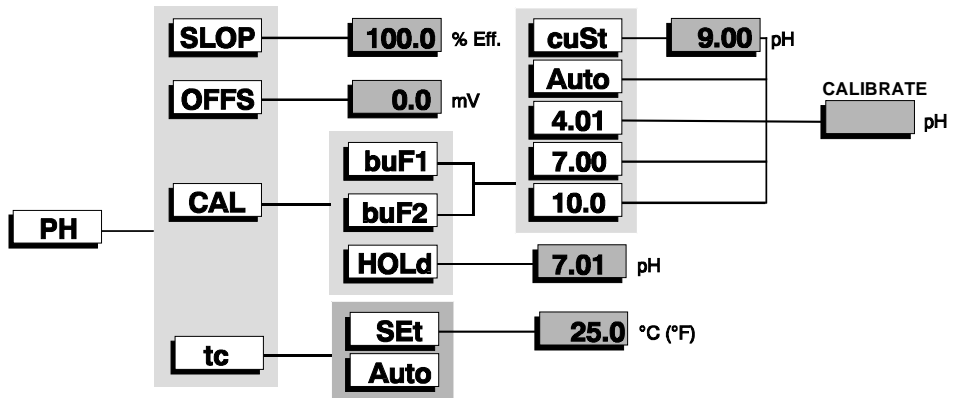 SLOP 100.0 % Eff. cuSt 9.00 pH
OFFS 0.0 mV Auto
CALIBRATE
4.01 pH
buF1 7.00
CAL buF2 10.0
PH
HOLd 7.01 pH
SEt 25.0 °C (°F)
tc
Auto